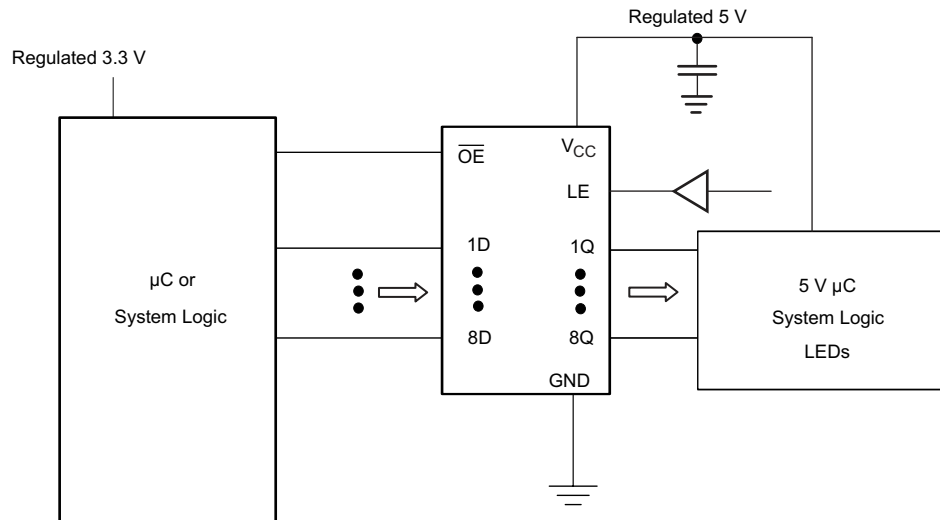 Regulated 5 V
Regulated 3.3 V
OE
VCC
LE
1D
1Q
µC or
System Logic
5 V µC
System Logic
LEDs
8D
8Q
GND